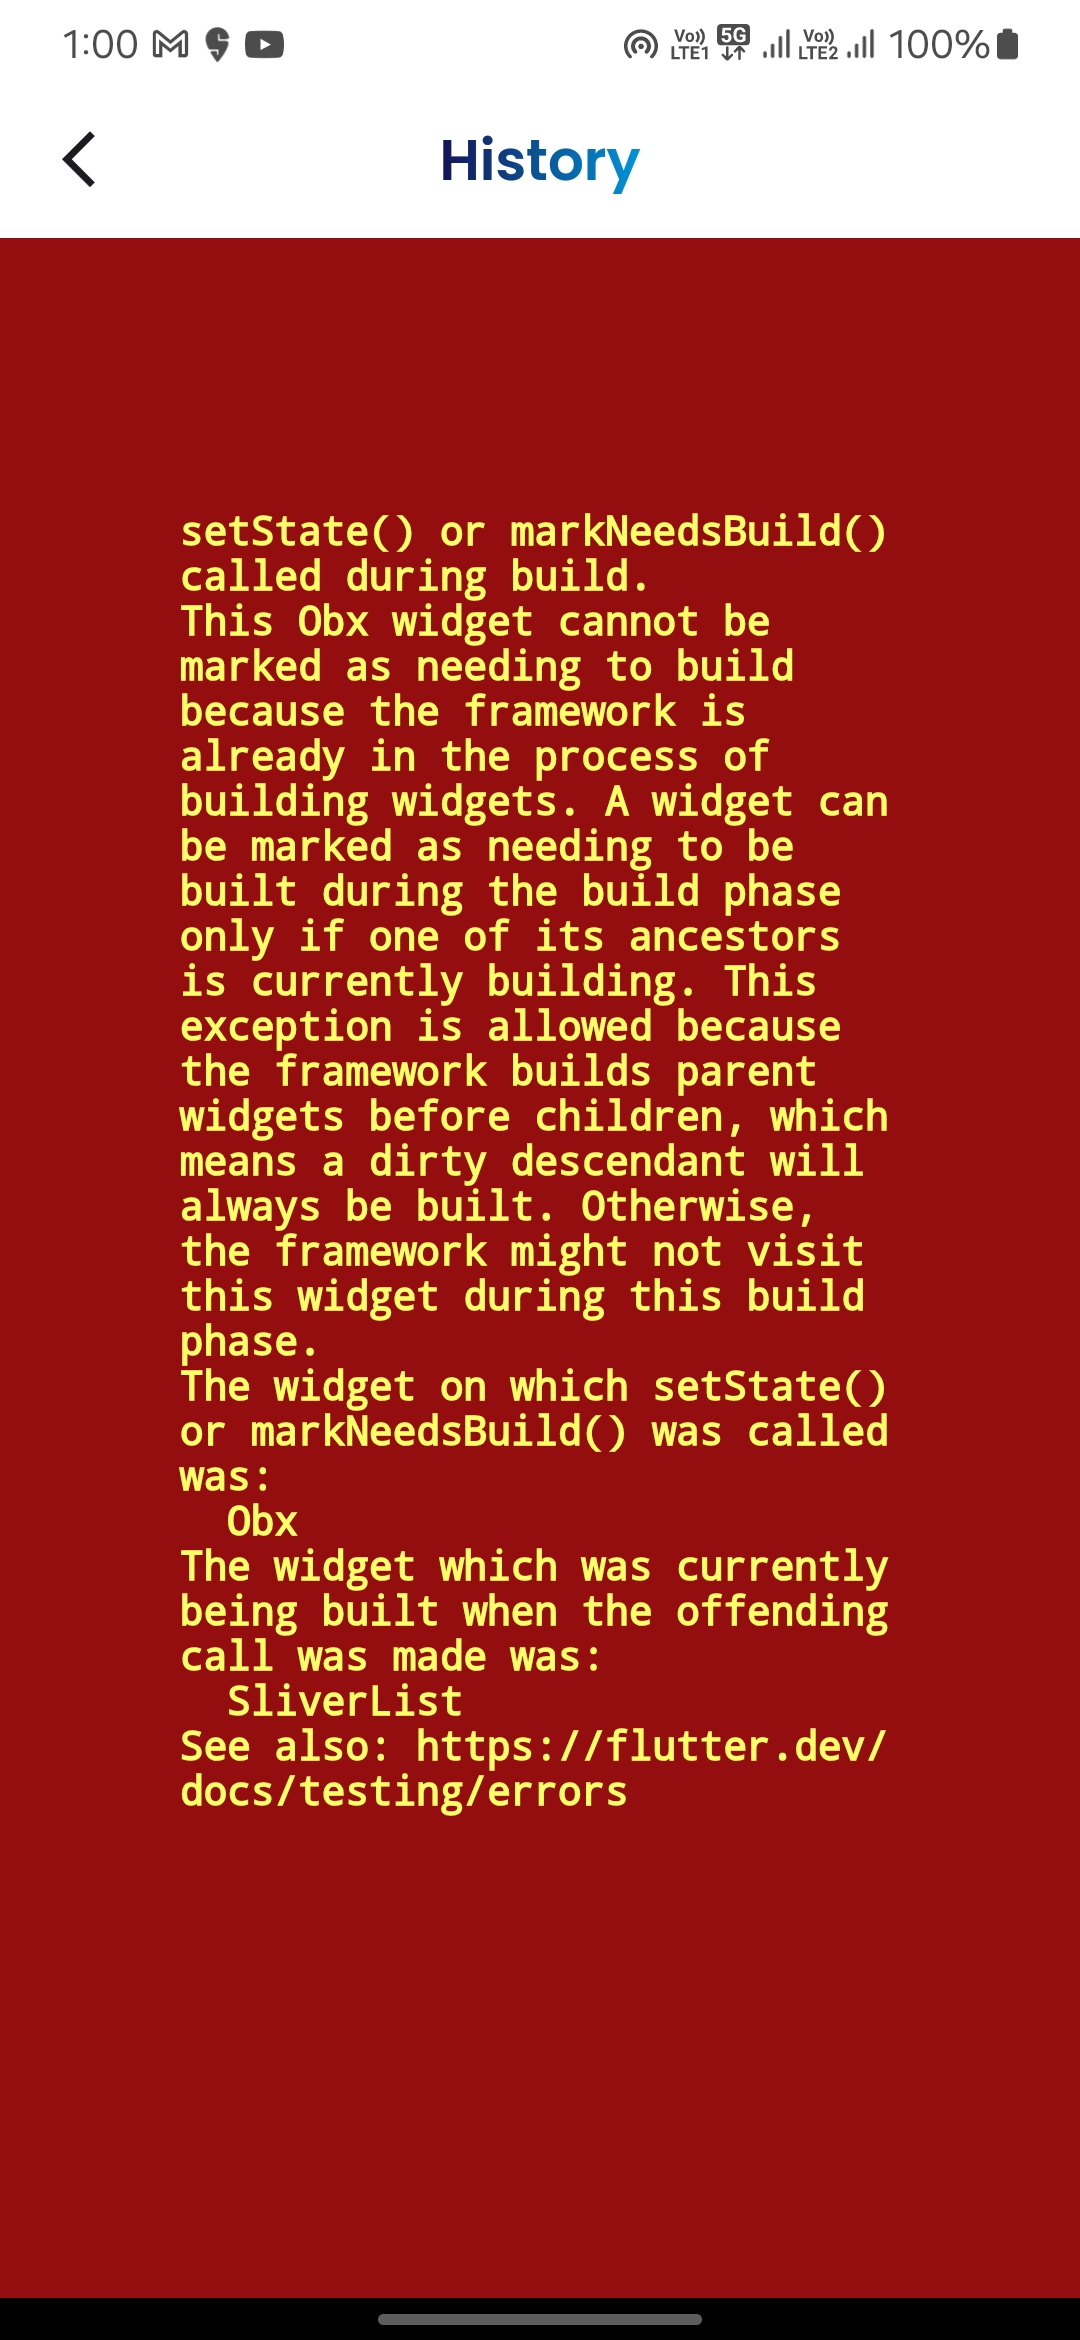 1:00 Vo)) LTE1 5G Vo)) LTE2 100%
History
setState() or markNeedsBuild()
called during build.
This Obx widget cannot be
marked as needing to build
because the framework is
already in the process of
building widgets. A widget can
be marked as needing to be
built during the build phase
only if one of its ancestors
is currently building. This
exception is allowed because
the framework builds parent
widgets before children, which
means a dirty descendant will
always be built. Otherwise,
the framework might not visit
this widget during this build
phase.
The widget on which setState()
or markNeedsBuild() was called
was:
  Obx
The widget which was currently
being built when the offending
call was made was:
  SliverList
See also: https://flutter.dev/
docs/testing/errors